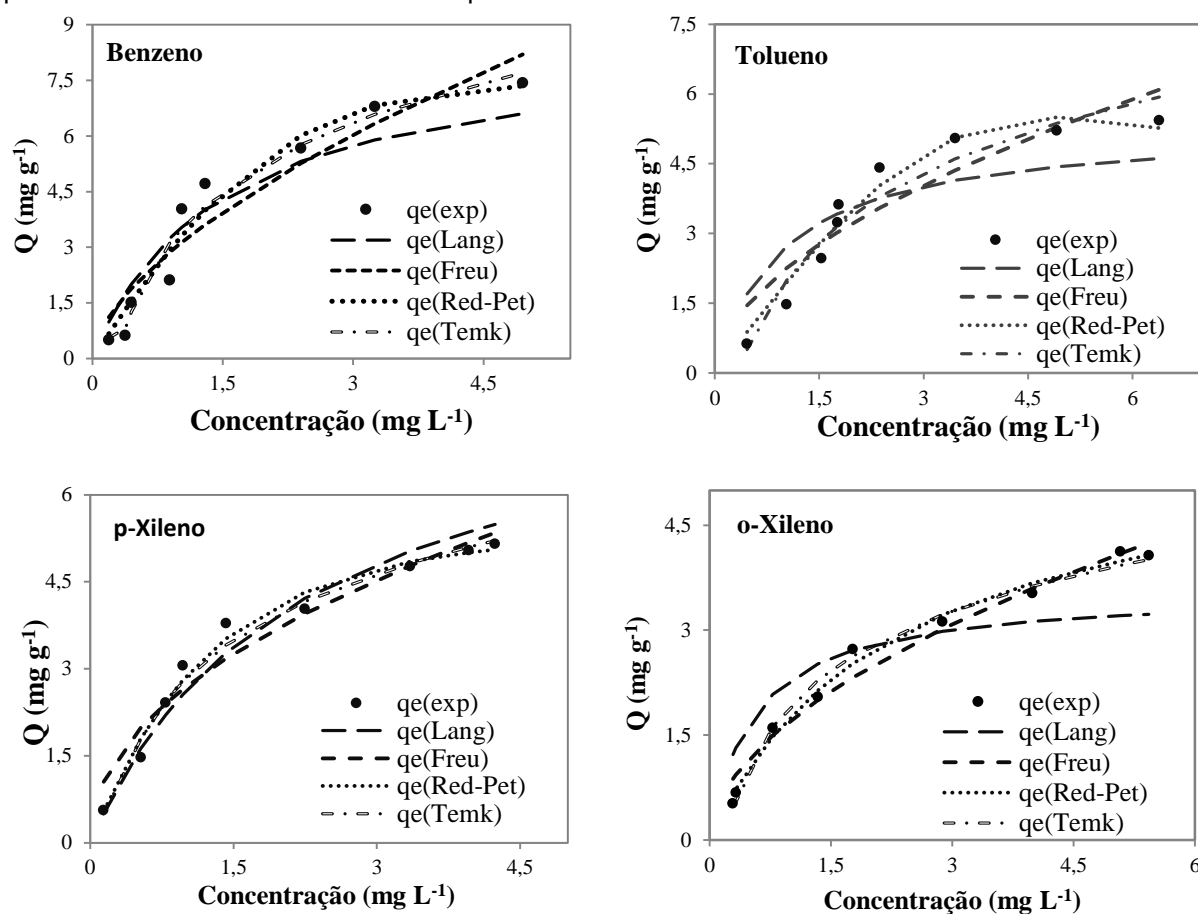 Benzeno
9
7,5
6
4,5
3
1,5
0
Q (mg g⁻¹)
qe(exp)
qe(Lang)
qe(Freu)
qe(Red-Pet)
qe(Temk)
0 1,5 3 4,5
Concentração (mg L⁻¹)
Tolueno
7,5
6
4,5
3
1,5
0
Q (mg g⁻¹)
qe(exp)
qe(Lang)
qe(Freu)
qe(Red-Pet)
qe(Temk)
0 1,5 3 4,5 6
Concentração (mg L⁻¹)
p-Xileno
6
4,5
3
1,5
0
Q (mg g⁻¹)
qe(exp)
qe(Lang)
qe(Freu)
qe(Red-Pet)
qe(Temk)
0 1,5 3 4,5
Concentração (mg L⁻¹)
o-Xileno
4,5
3
1,5
0
Q (mg g⁻¹)
qe(exp)
qe(Lang)
qe(Freu)
qe(Red-Pet)
qe(Temk)
0 1,5 3 4,5 6
Concentração (mg L⁻¹)